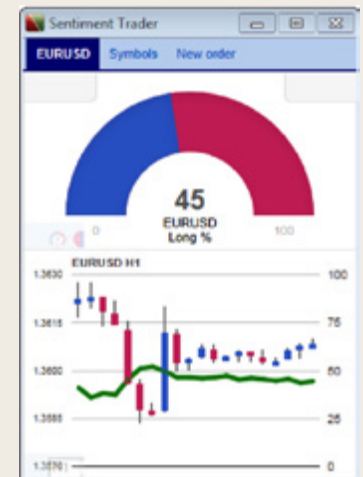 Sentiment Trader
EURUSD Symbols New order
45
EURUSD
Long %
0 100
EURUSD H1
1.3630 100
1.3615 75
1.3600 50
1.3585 25
1.3570 0